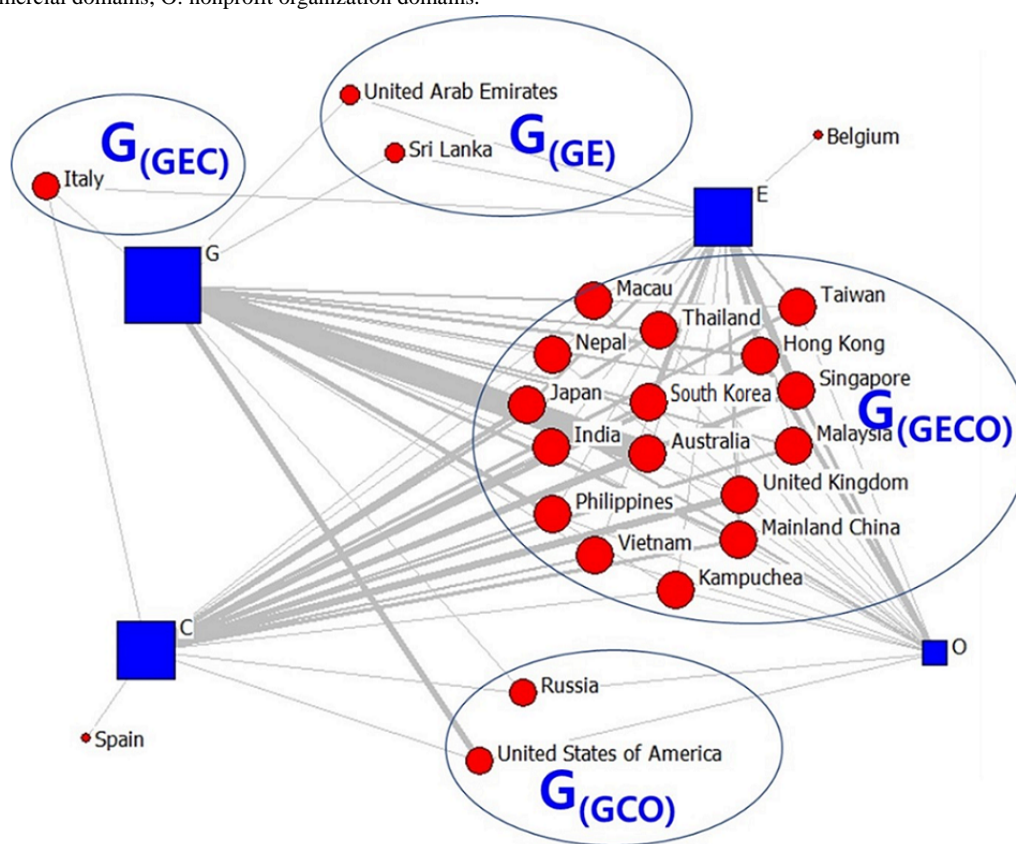 mercial domains; O: nonprofit organization domains.
United Arab Emirates
G(GE)
Sri Lanka
Belgium
G(GEC)
Italy
E
G
Macau
Taiwan
Thailand
Nepal
Hong Kong
Japan
South Korea
Singapore
G(GECO)
India
Australia
Malaysia
United Kingdom
Philippines
Mainland China
Vietnam
Kampuchea
C
O
Russia
Spain
United States of America
G(GCO)